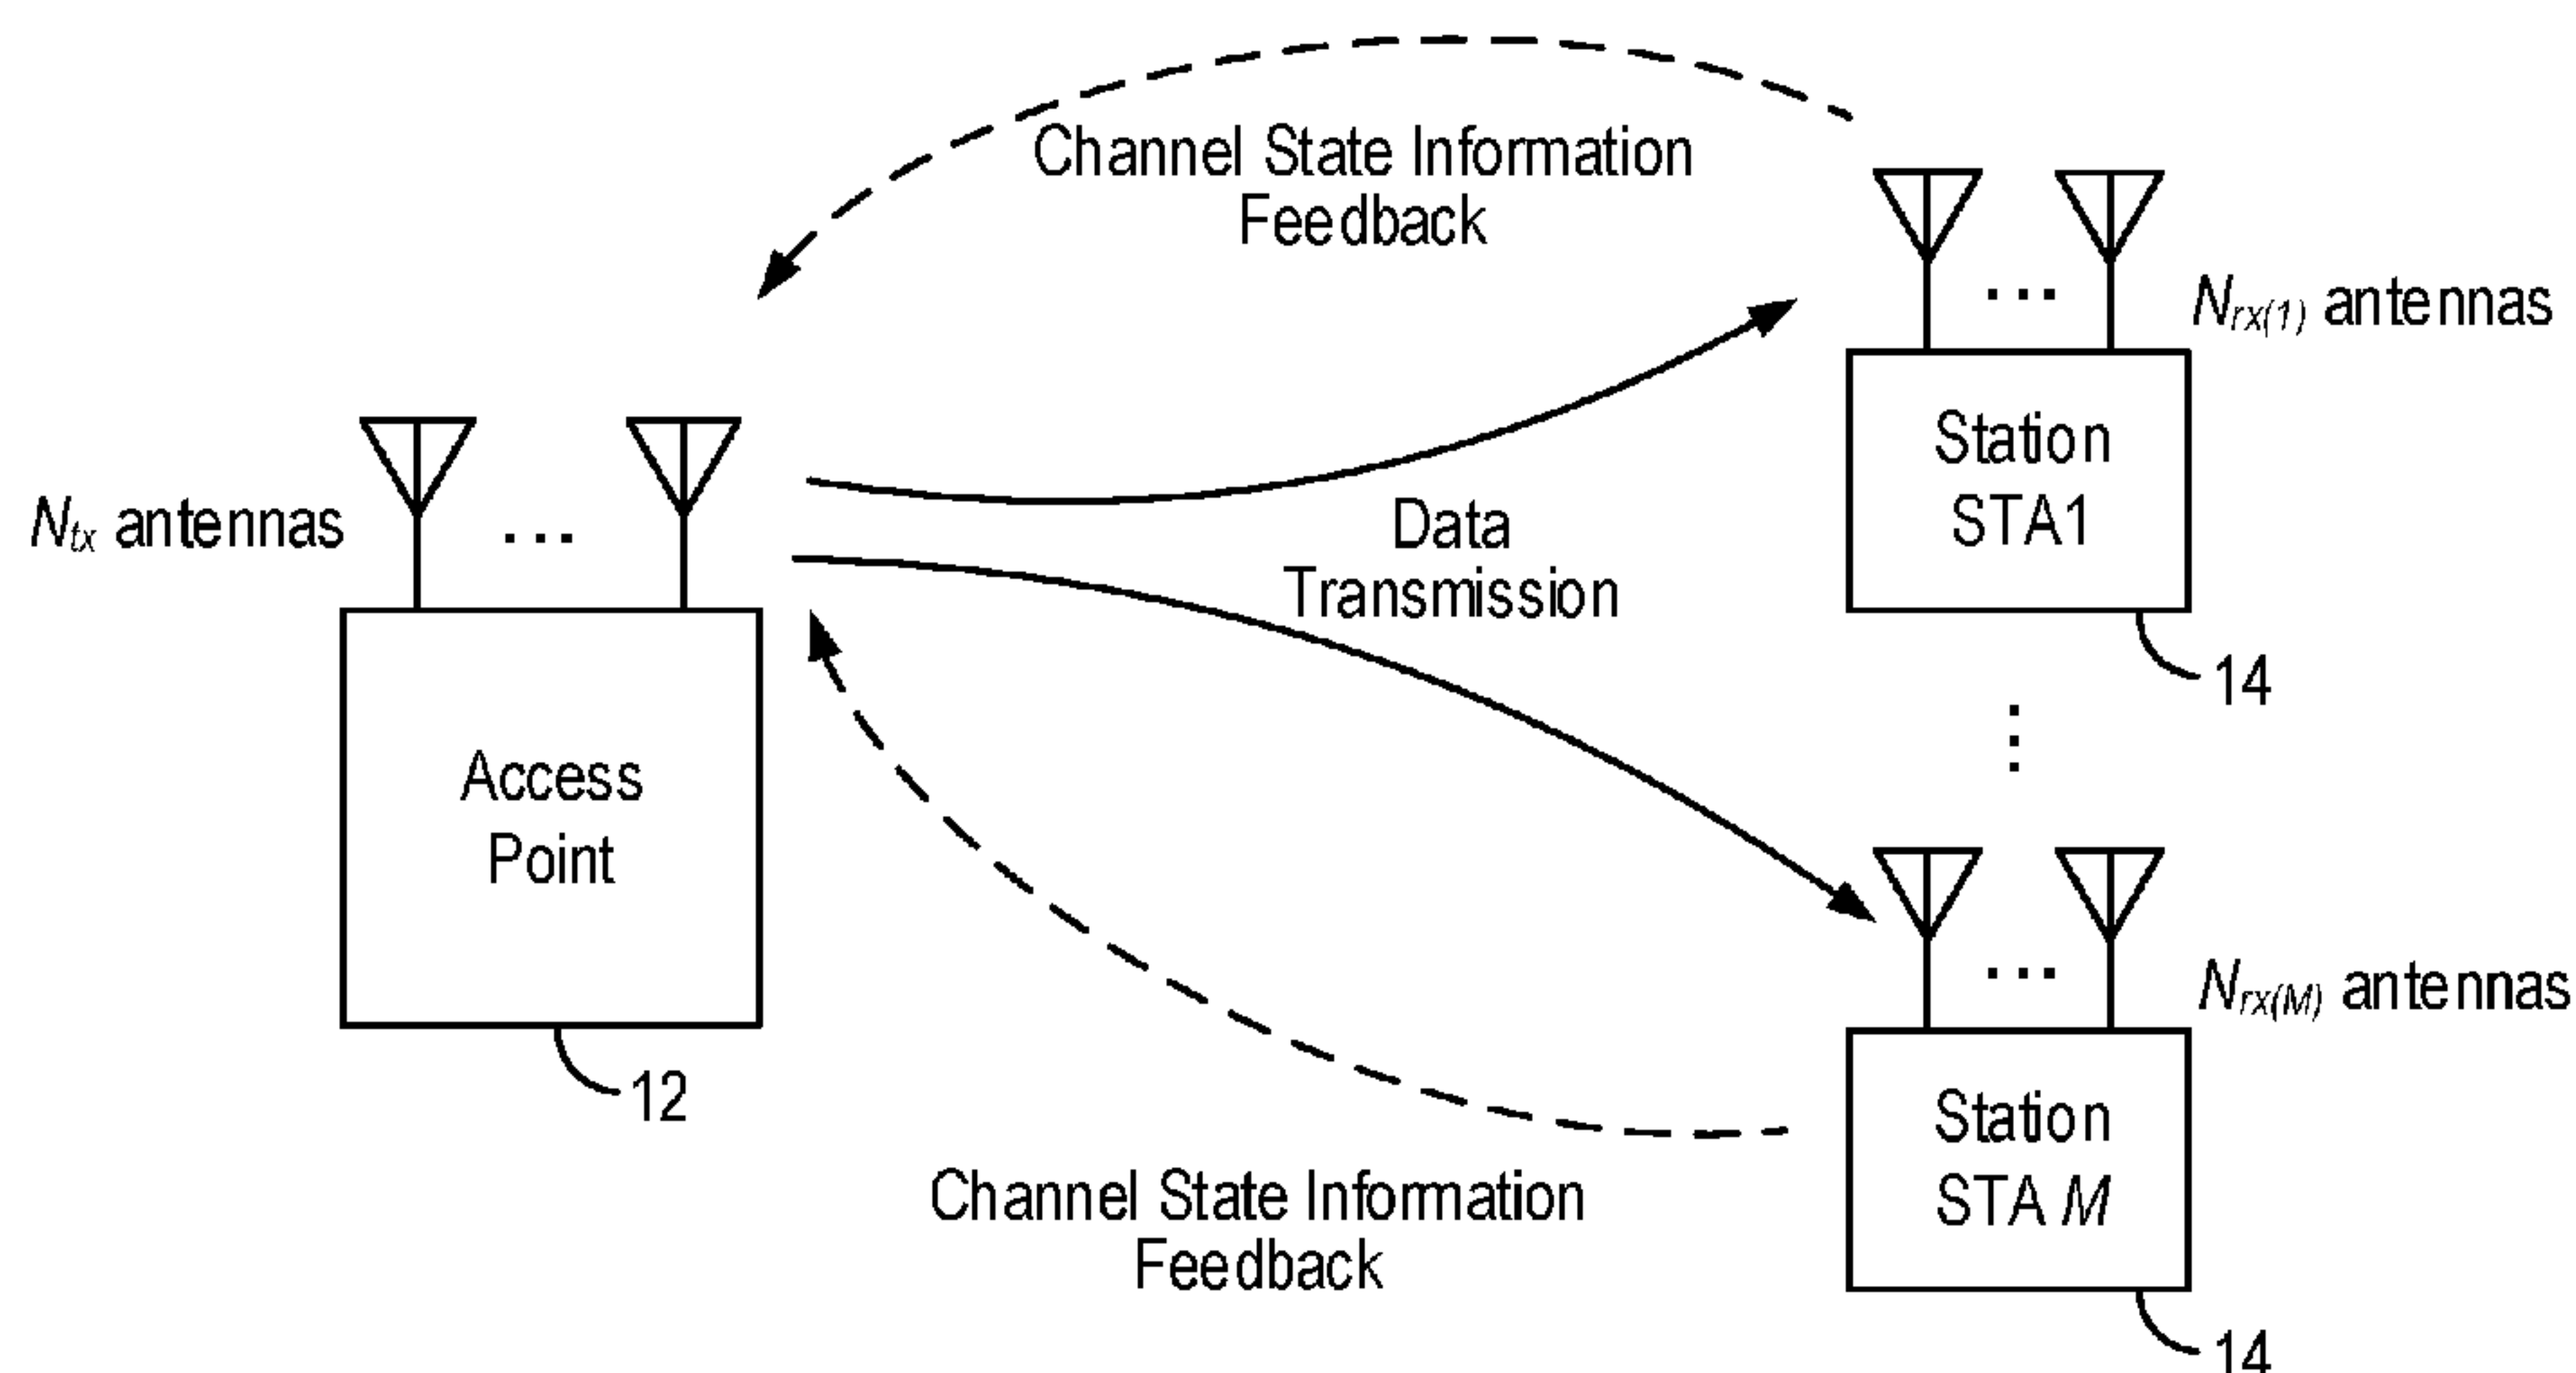 Channel State Information
Feedback
N_rx(1) antennas
Station
STA1
14
N_tx antennas
Data
Transmission
Access
Point
12
N_rx(M) antennas
Station
STA M
14
Channel State Information
Feedback